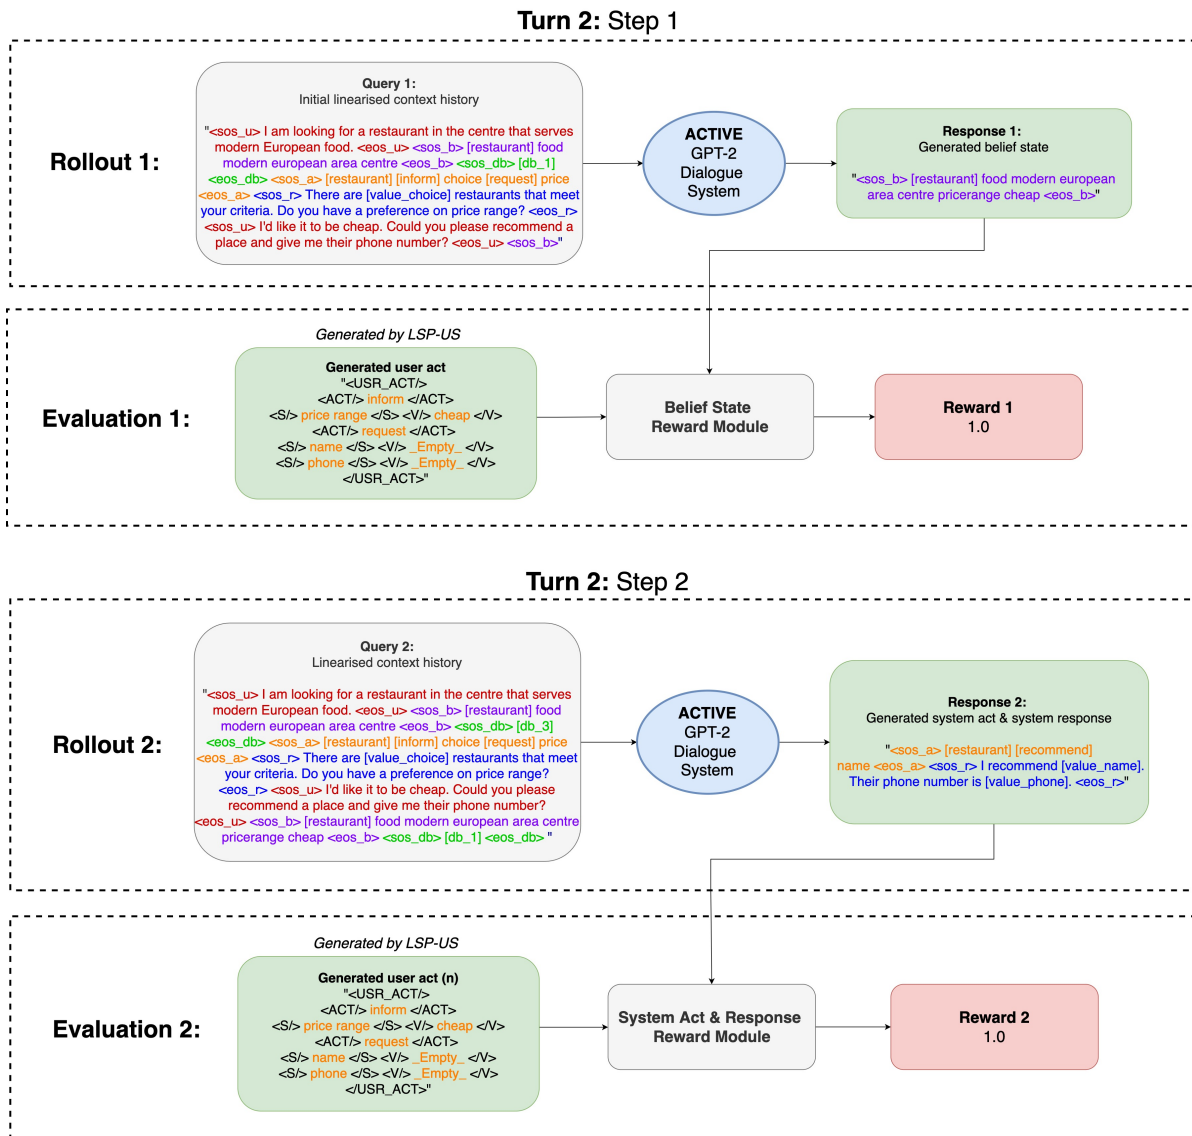 Turn 2: Step 1
Rollout 1:
Query 1:
Initial linearised context history
"<sos_u> I am looking for a restaurant in the centre that serves
modern European food. <eos_u> <sos_b> [restaurant] food
modern european area centre <eos_b> <sos_db> [db_1]
<eos_db> <sos_a> [restaurant] [inform] choice [request] price
<eos_a> <sos_r> There are [value_choice] restaurants that meet
your criteria. Do you have a preference on price range? <eos_r>
<sos_u> I'd like it to be cheap. Could you please recommend a
place and give me their phone number? <eos_u> <sos_b>"
ACTIVE
GPT-2
Dialogue
System
Response 1:
Generated belief state
"<sos_b> [restaurant] food modern european
area centre pricerange cheap <eos_b>"
Evaluation 1:
Generated by LSP-US
Generated user act
"<USR_ACT/>
<ACT/> inform </ACT>
<S/> price range </S> <V/> cheap </V>
<ACT/> request </ACT>
<S/> name </S> <V/> _Empty_ </V>
<S/> phone </S> <V/> _Empty_ </V>
</USR_ACT>"
Belief State
Reward Module
Reward 1
1.0
Turn 2: Step 2
Rollout 2:
Query 2:
Linearised context history
"<sos_u> I am looking for a restaurant in the centre that serves
modern European food. <eos_u> <sos_b> [restaurant] food
modern european area centre <eos_b> <sos_db> [db_3]
<eos_db> <sos_a> [restaurant] [inform] choice [request] price
<eos_a> <sos_r> There are [value_choice] restaurants that meet
your criteria. Do you have a preference on price range?
<eos_r> <sos_u> I'd like it to be cheap. Could you please
recommend a place and give me their phone number?
<eos_u> <sos_b> [restaurant] food modern european area centre
pricerange cheap <eos_b> <sos_db> [db_1] <eos_db> "
ACTIVE
GPT-2
Dialogue
System
Response 2:
Generated system act & system response
"<sos_a> [restaurant] [recommend]
name <eos_a> <sos_r> I recommend [value_name].
Their phone number is [value_phone]. <eos_r>"
Evaluation 2:
Generated by LSP-US
Generated user act (n)
"<USR_ACT/>
<ACT/> inform </ACT>
<S/> price range </S> <V/> cheap </V>
<ACT/> request </ACT>
<S/> name </S> <V/> _Empty_ </V>
<S/> phone </S> <V/> _Empty_ </V>
</USR_ACT>"
System Act & Response
Reward Module
Reward 2
1.0